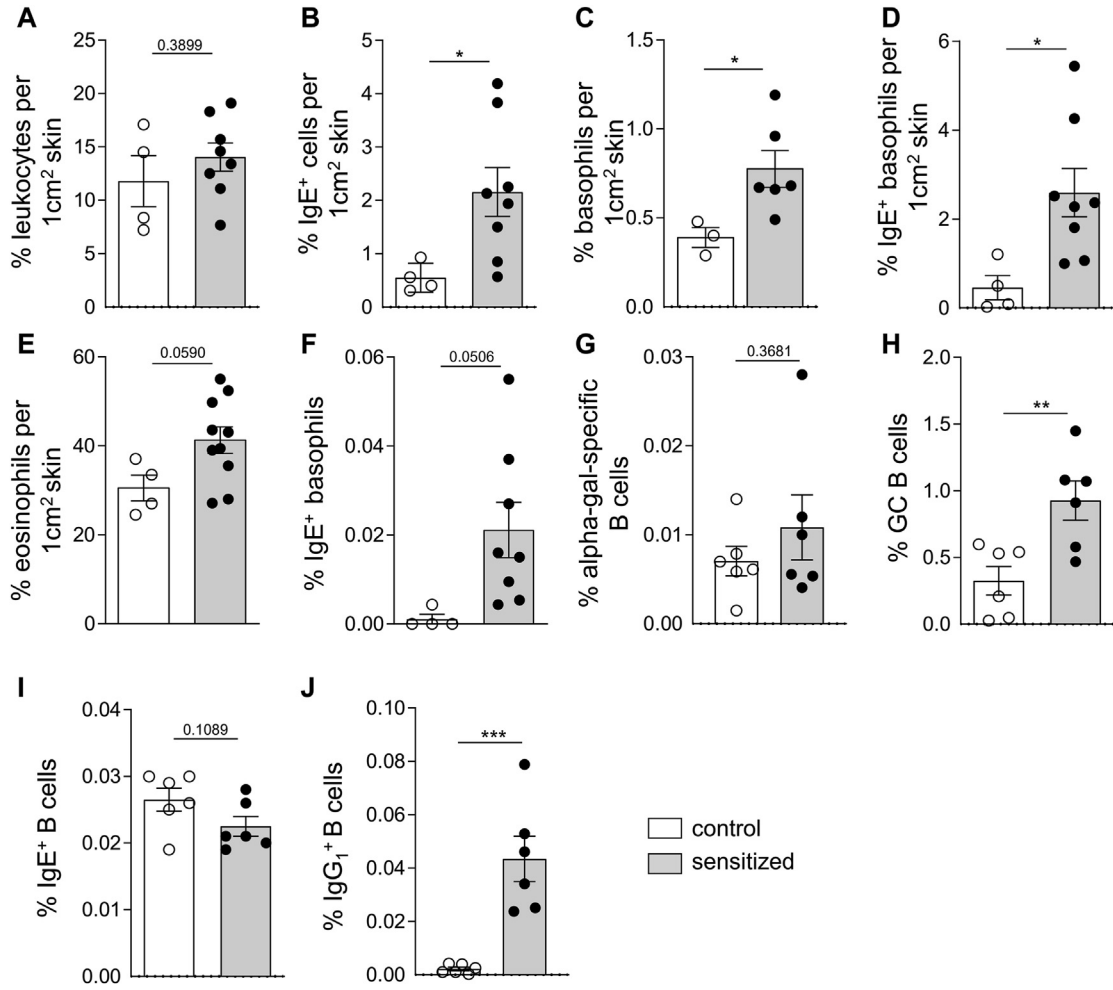 A
% leukocytes per
1cm² skin
25
20
15
10
5
0
0.3899
B
% IgE⁺ cells per
1cm² skin
5
4
3
2
1
0
*
C
% basophils per
1cm² skin
1.5
1.0
0.5
0.0
*
D
% IgE⁺ basophils per
1cm² skin
6
4
2
0
*
E
% eosinophils per
1cm² skin
60
40
20
0
0.0590
F
% IgE⁺ basophils
0.06
0.04
0.02
0.00
0.0506
G
% alpha-gal-specific
B cells
0.03
0.02
0.01
0.00
0.3681
H
% GC B cells
2.0
1.5
1.0
0.5
0.0
**
I
% IgE⁺ B cells
0.04
0.03
0.02
0.01
0.00
0.1089
J
% IgG₁⁺ B cells
0.10
0.08
0.06
0.04
0.02
0.00
***
control
sensitized